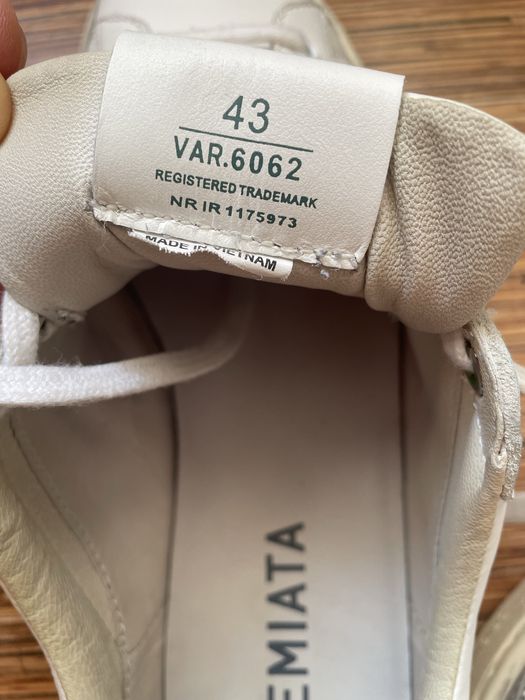 43
VAR.6062
REGISTERED TRADEMARK
NR IR 1175973
MADE IN VIETNAM
EMIATA